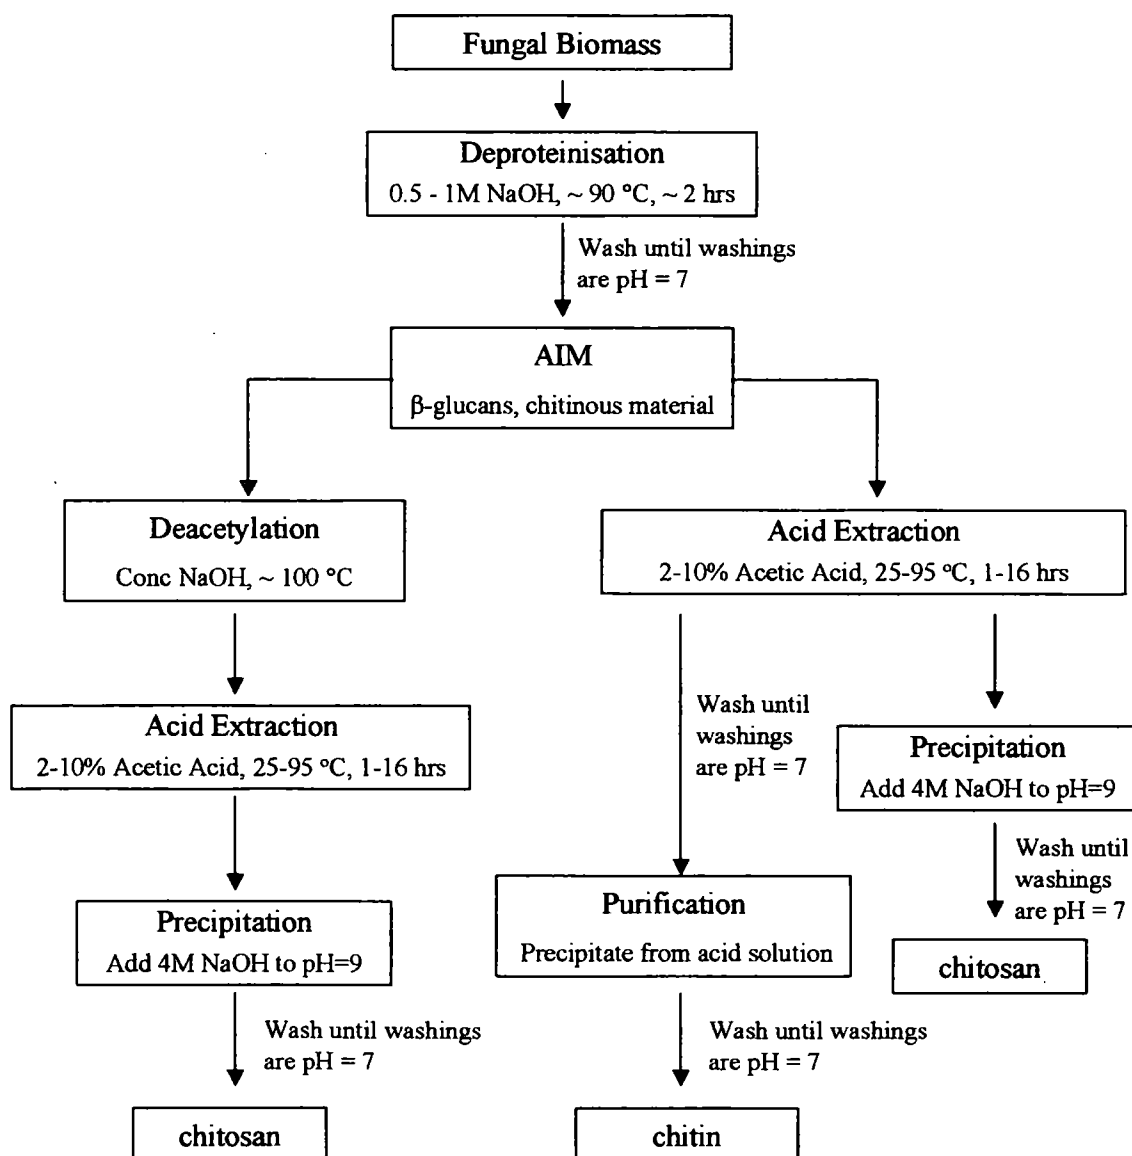 Fungal Biomass
Deproteinisation
0.5 - 1M NaOH, ~ 90 °C, ~ 2 hrs
Wash until washings
are pH = 7
AIM
β-glucans, chitinous material
Deacetylation
Conc NaOH, ~ 100 °C
Acid Extraction
2-10% Acetic Acid, 25-95 °C, 1-16 hrs
Precipitation
Add 4M NaOH to pH=9
Wash until washings
are pH = 7
chitosan
Acid Extraction
2-10% Acetic Acid, 25-95 °C, 1-16 hrs
Wash until
washings
are pH = 7
Purification
Precipitate from acid solution
Wash until washings
are pH = 7
chitin
Precipitation
Add 4M NaOH to pH=9
Wash until
washings
are pH = 7
chitosan